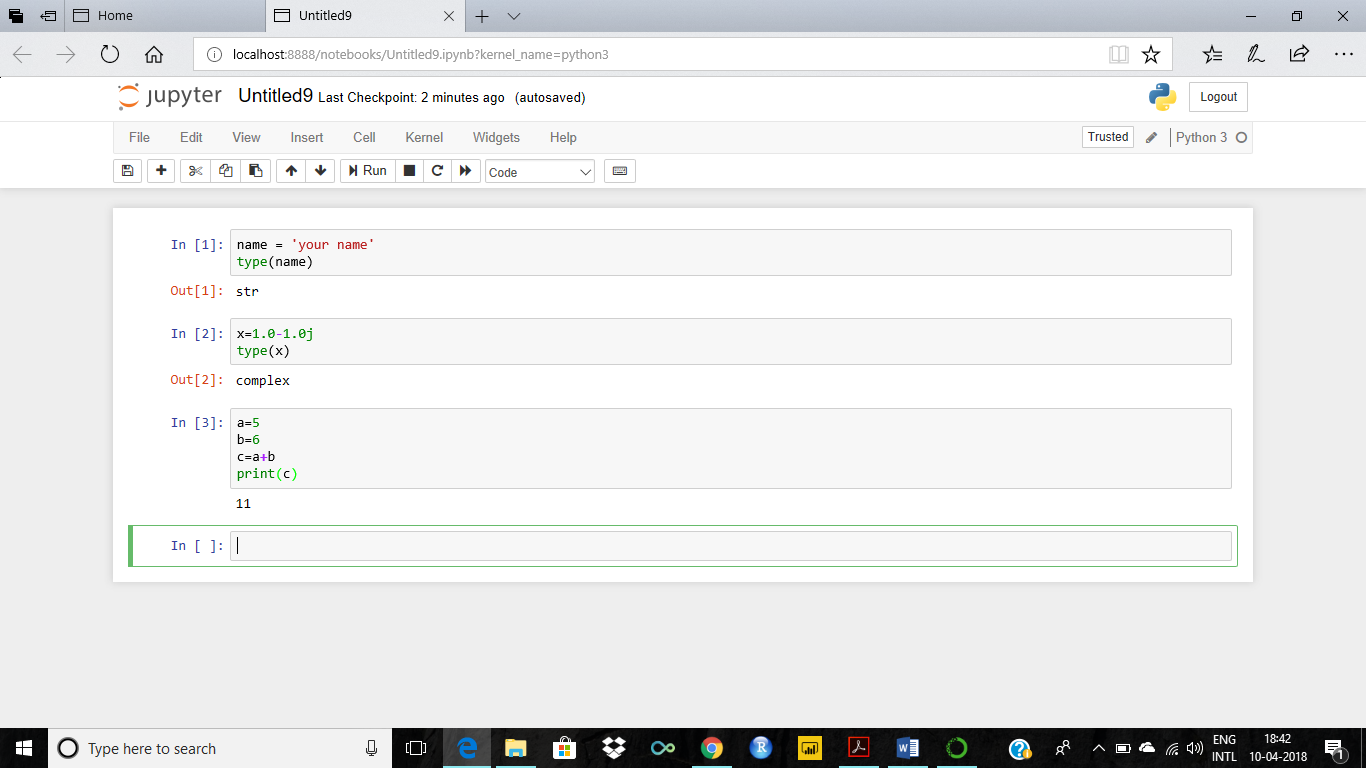 Home
Untitled9
localhost:8888/notebooks/Untitled9.ipynb?kernel_name=python3
jupyter Untitled9 Last Checkpoint: 2 minutes ago (autosaved)
Logout
File Edit View Insert Cell Kernel Widgets Help
Trusted
Python 3
Run
Code
In [1]: name = 'your name'
type(name)
Out[1]: str
In [2]: x=1.0-1.0j
type(x)
Out[2]: complex
In [3]: a=5
b=6
c=a+b
print(c)
11
In [ ]:
Type here to search
R
W
ENG
INTL
18:42
10-04-2018
1